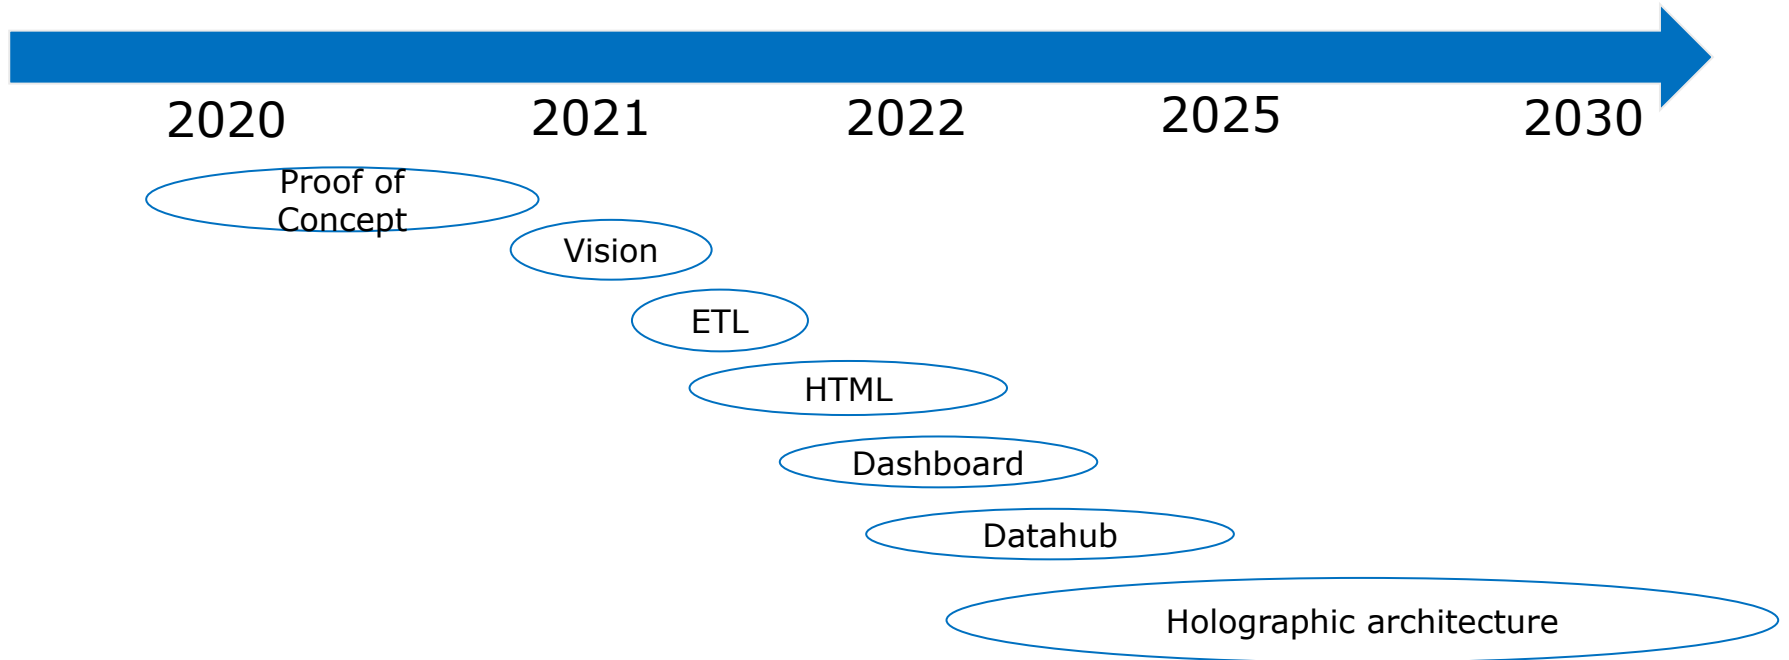 2020 2021 2022 2025 2030
Proof of
Concept
Vision
ETL
HTML
Dashboard
Datahub
Holographic architecture